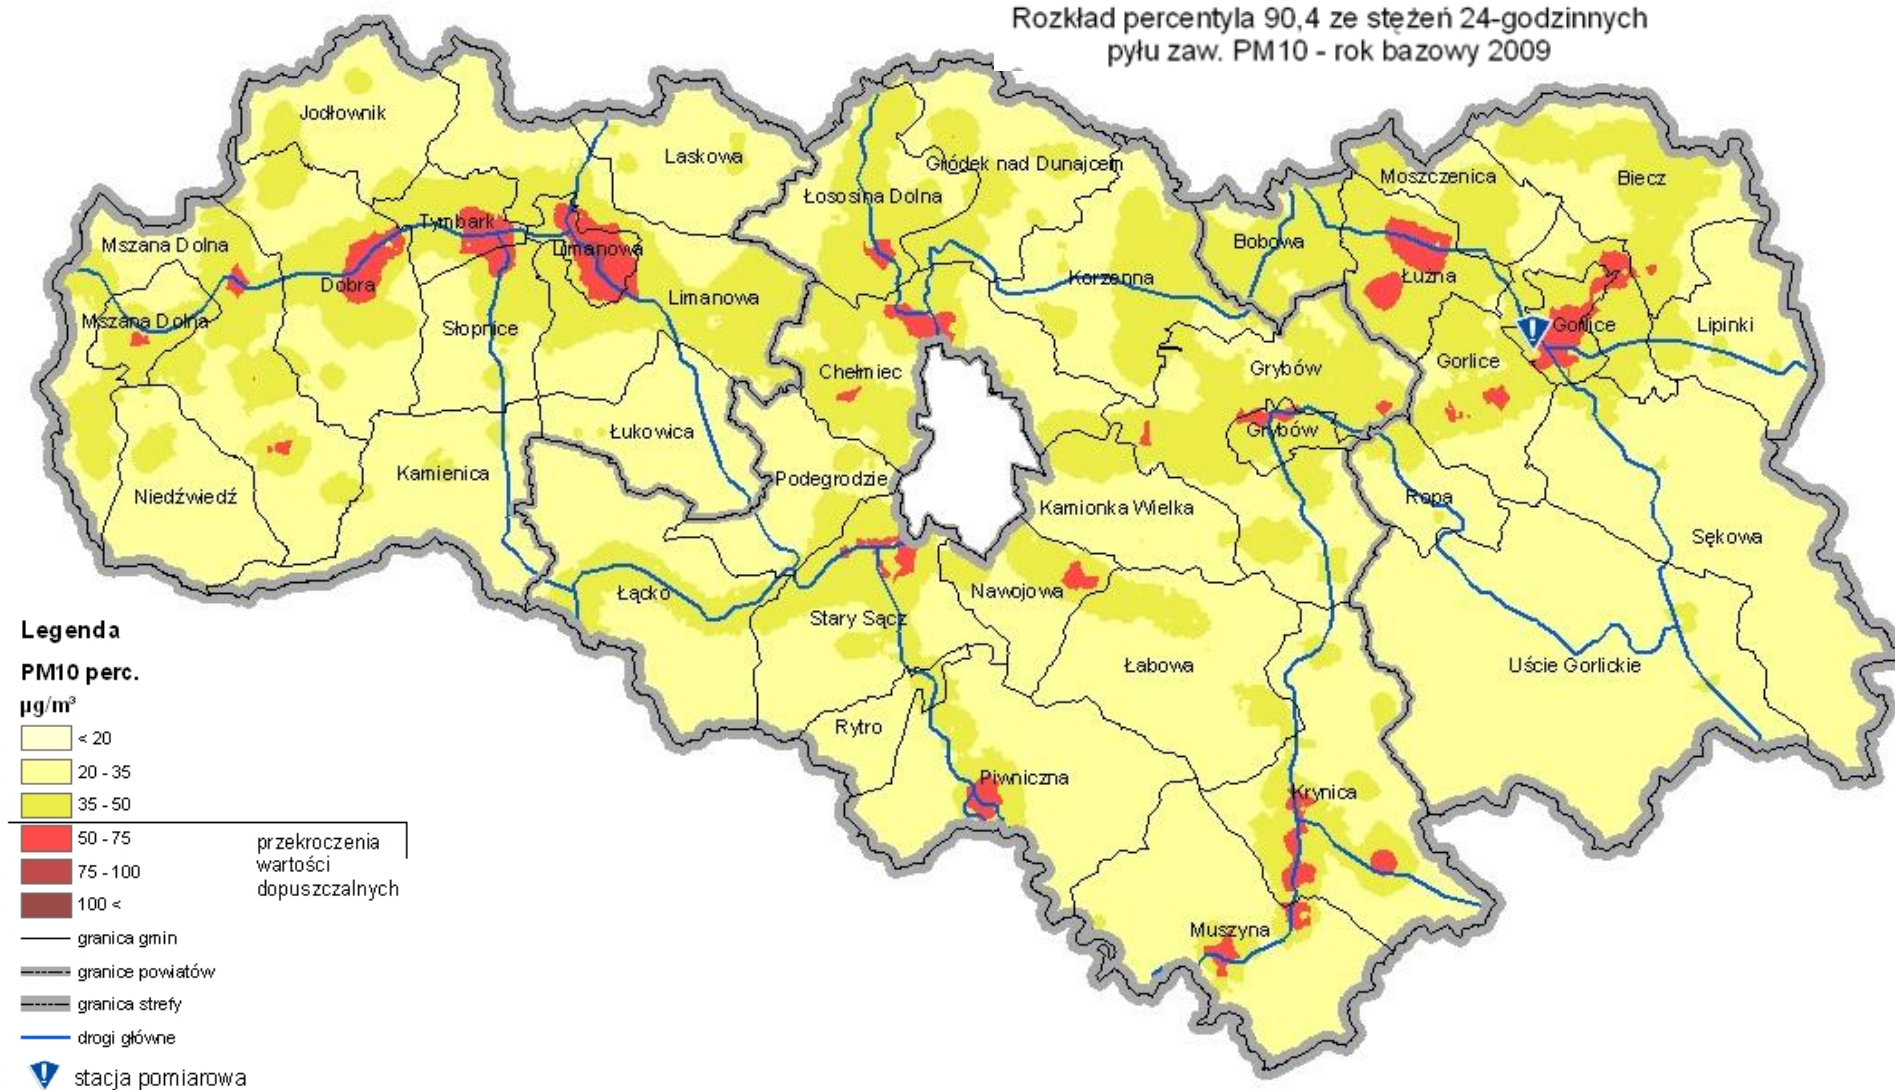 Rozkład percentyla 90,4 ze stężeń 24-godzinnych
pyłu zaw. PM10 - rok bazowy 2009
Jodłownik
Laskowa
Gródek nad Dunajcem
Łososina Dolna
Moszczenica
Biecz
Mszana Dolna
Tymbark
Limanowa
Bobowa
Dobra
Limanowa
Korzenna
Łużna
Mszana Dolna
Słopnice
Gorlice
Lipinki
Chełmiec
Grybów
Gorlice
Łukowica
Grybów
Niedźwiedź
Kamienica
Podegrodzie
Kamionka Wielka
Ropa
Sękowa
Łącko
Nawojowa
Stary Sącz
Łabowa
Uście Gorlickie
Rytro
Piwniczna
Krynica
Muszyna
Legenda
PM10 perc.
µg/m³
< 20
20 - 35
35 - 50
50 - 75
75 - 100
100 <
przekroczenia
wartości
dopuszczalnych
granica gmin
granice powiatów
granica strefy
drogi główne
stacja pomiarowa